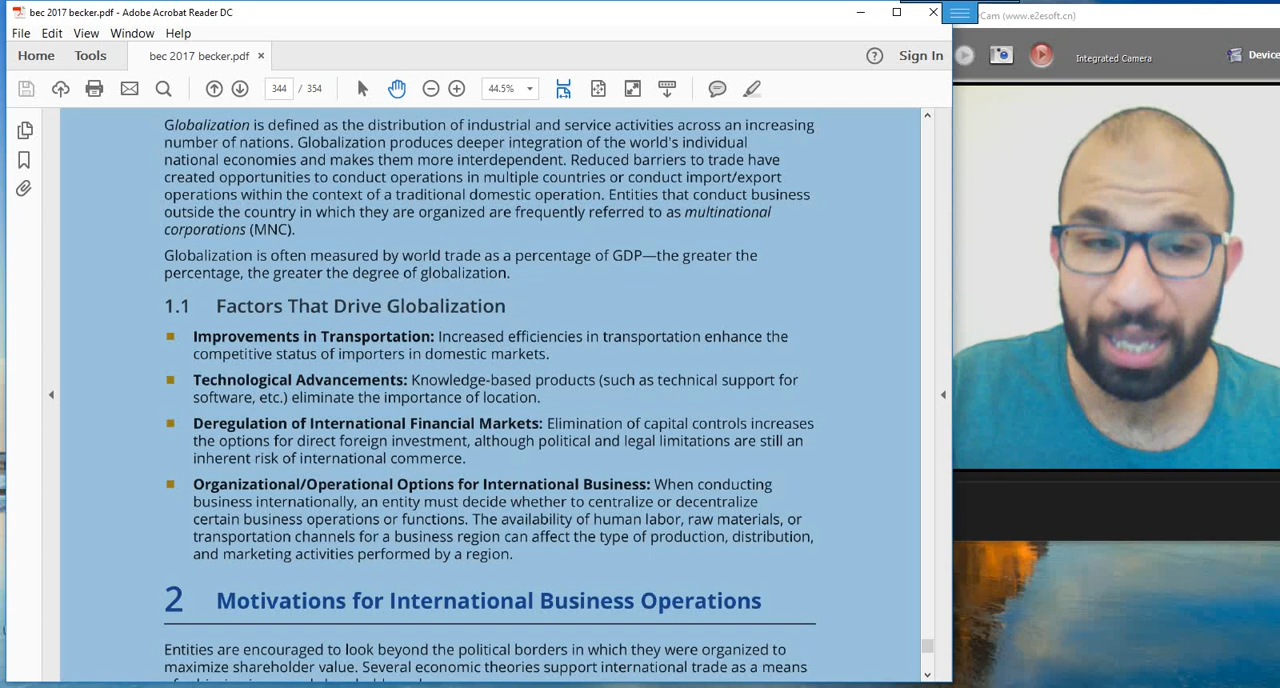 bec 2017 becker.pdf - Adobe Acrobat Reader DC
Cam (www.e2esoft.cn)
File Edit View Window Help
Home Tools bec 2017 becker.pdf × Sign In
Integrated Camera Device
344 / 354 44.5%
Globalization is defined as the distribution of industrial and service activities across an increasing
number of nations. Globalization produces deeper integration of the world's individual
national economies and makes them more interdependent. Reduced barriers to trade have
created opportunities to conduct operations in multiple countries or conduct import/export
operations within the context of a traditional domestic operation. Entities that conduct business
outside the country in which they are organized are frequently referred to as multinational
corporations (MNC).
Globalization is often measured by world trade as a percentage of GDP—the greater the
percentage, the greater the degree of globalization.
1.1 Factors That Drive Globalization
Improvements in Transportation: Increased efficiencies in transportation enhance the
competitive status of importers in domestic markets.
Technological Advancements: Knowledge-based products (such as technical support for
software, etc.) eliminate the importance of location.
Deregulation of International Financial Markets: Elimination of capital controls increases
the options for direct foreign investment, although political and legal limitations are still an
inherent risk of international commerce.
Organizational/Operational Options for International Business: When conducting
business internationally, an entity must decide whether to centralize or decentralize
certain business operations or functions. The availability of human labor, raw materials, or
transportation channels for a business region can affect the type of production, distribution,
and marketing activities performed by a region.
2 Motivations for International Business Operations
Entities are encouraged to look beyond the political borders in which they were organized to
maximize shareholder value. Several economic theories support international trade as a means